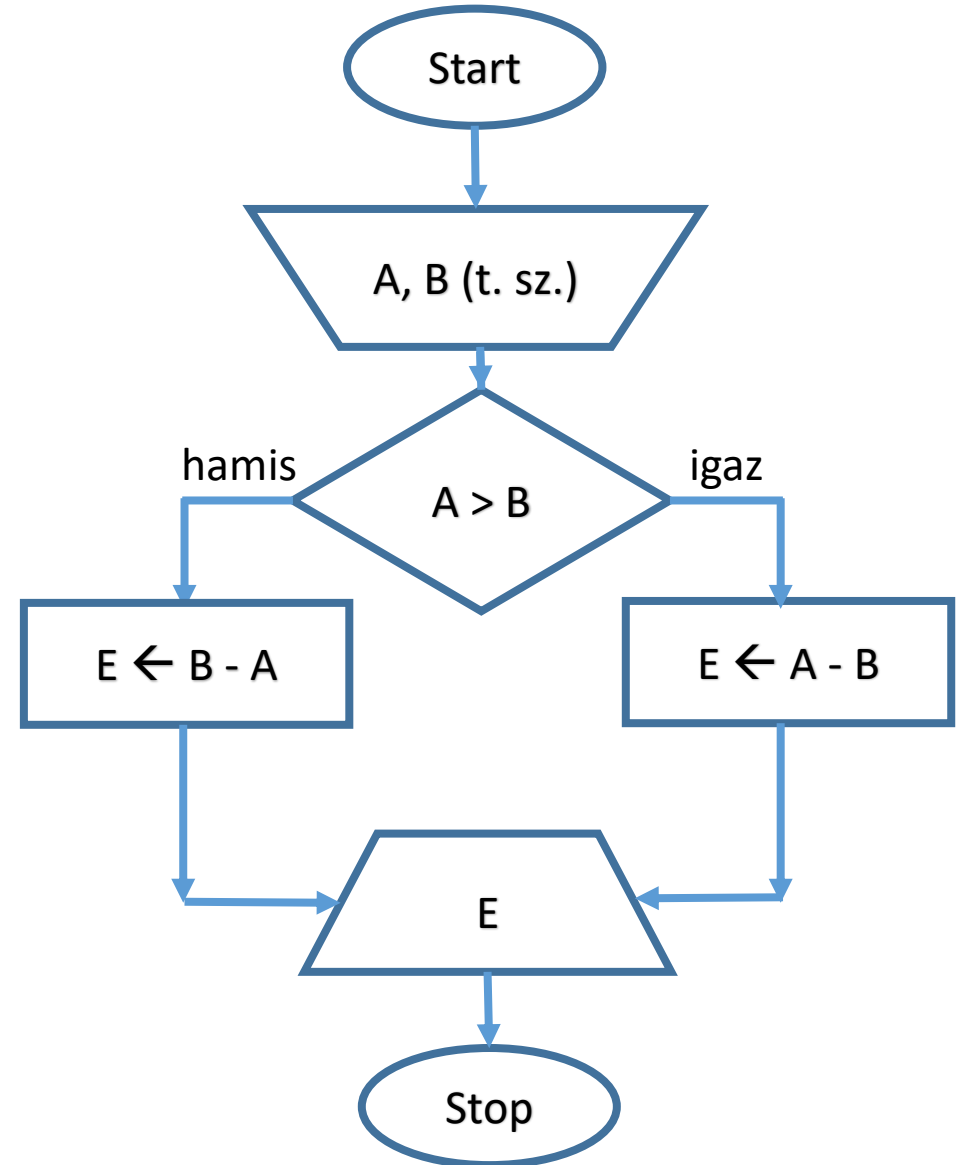 Start
A, B (t. sz.)
hamis
igaz
A > B
E ← B - A
E ← A - B
E
Stop